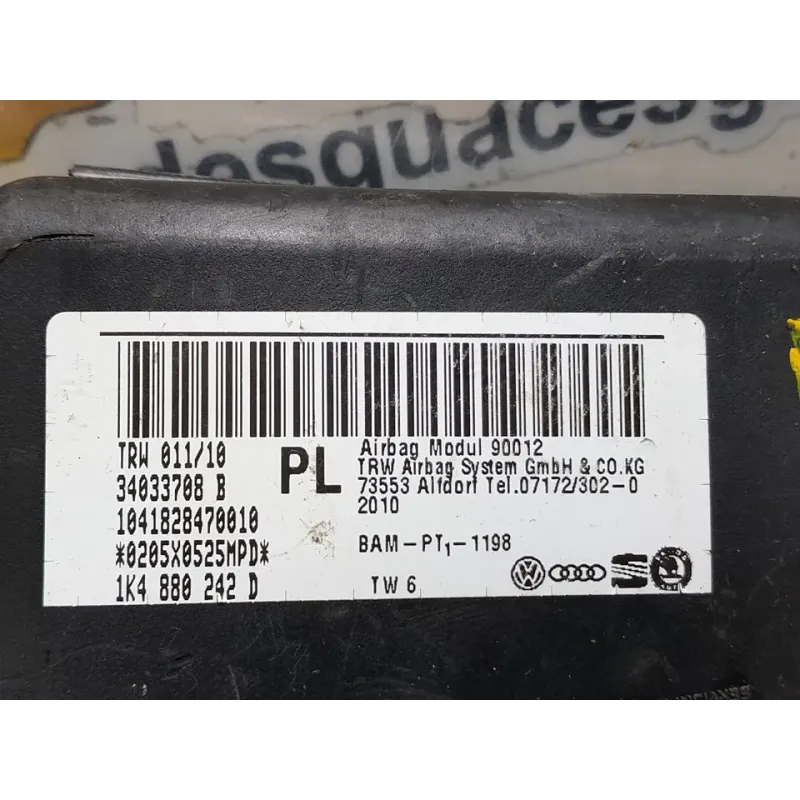 desguaces9
TRW 011/10
34033708 B
1041828470010
*0205X0525MPD*
1K4 880 242 D
PL
Airbag Modul 90012
TRW Airbag System GmbH & CO.KG
73553 Alfdorf Tel.07172/302-0
2010
BAM-PT1-1198
TW 6